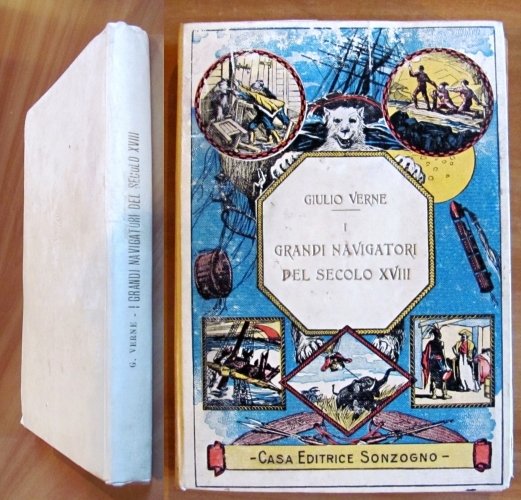 G. VERNE - I GRANDI NAVIGATORI DEL SECOLO XVIII
GIULIO VERNE
I
GRANDI NAVIGATORI
DEL SECOLO XVIII
- CASA EDITRICE SONZOGNO -